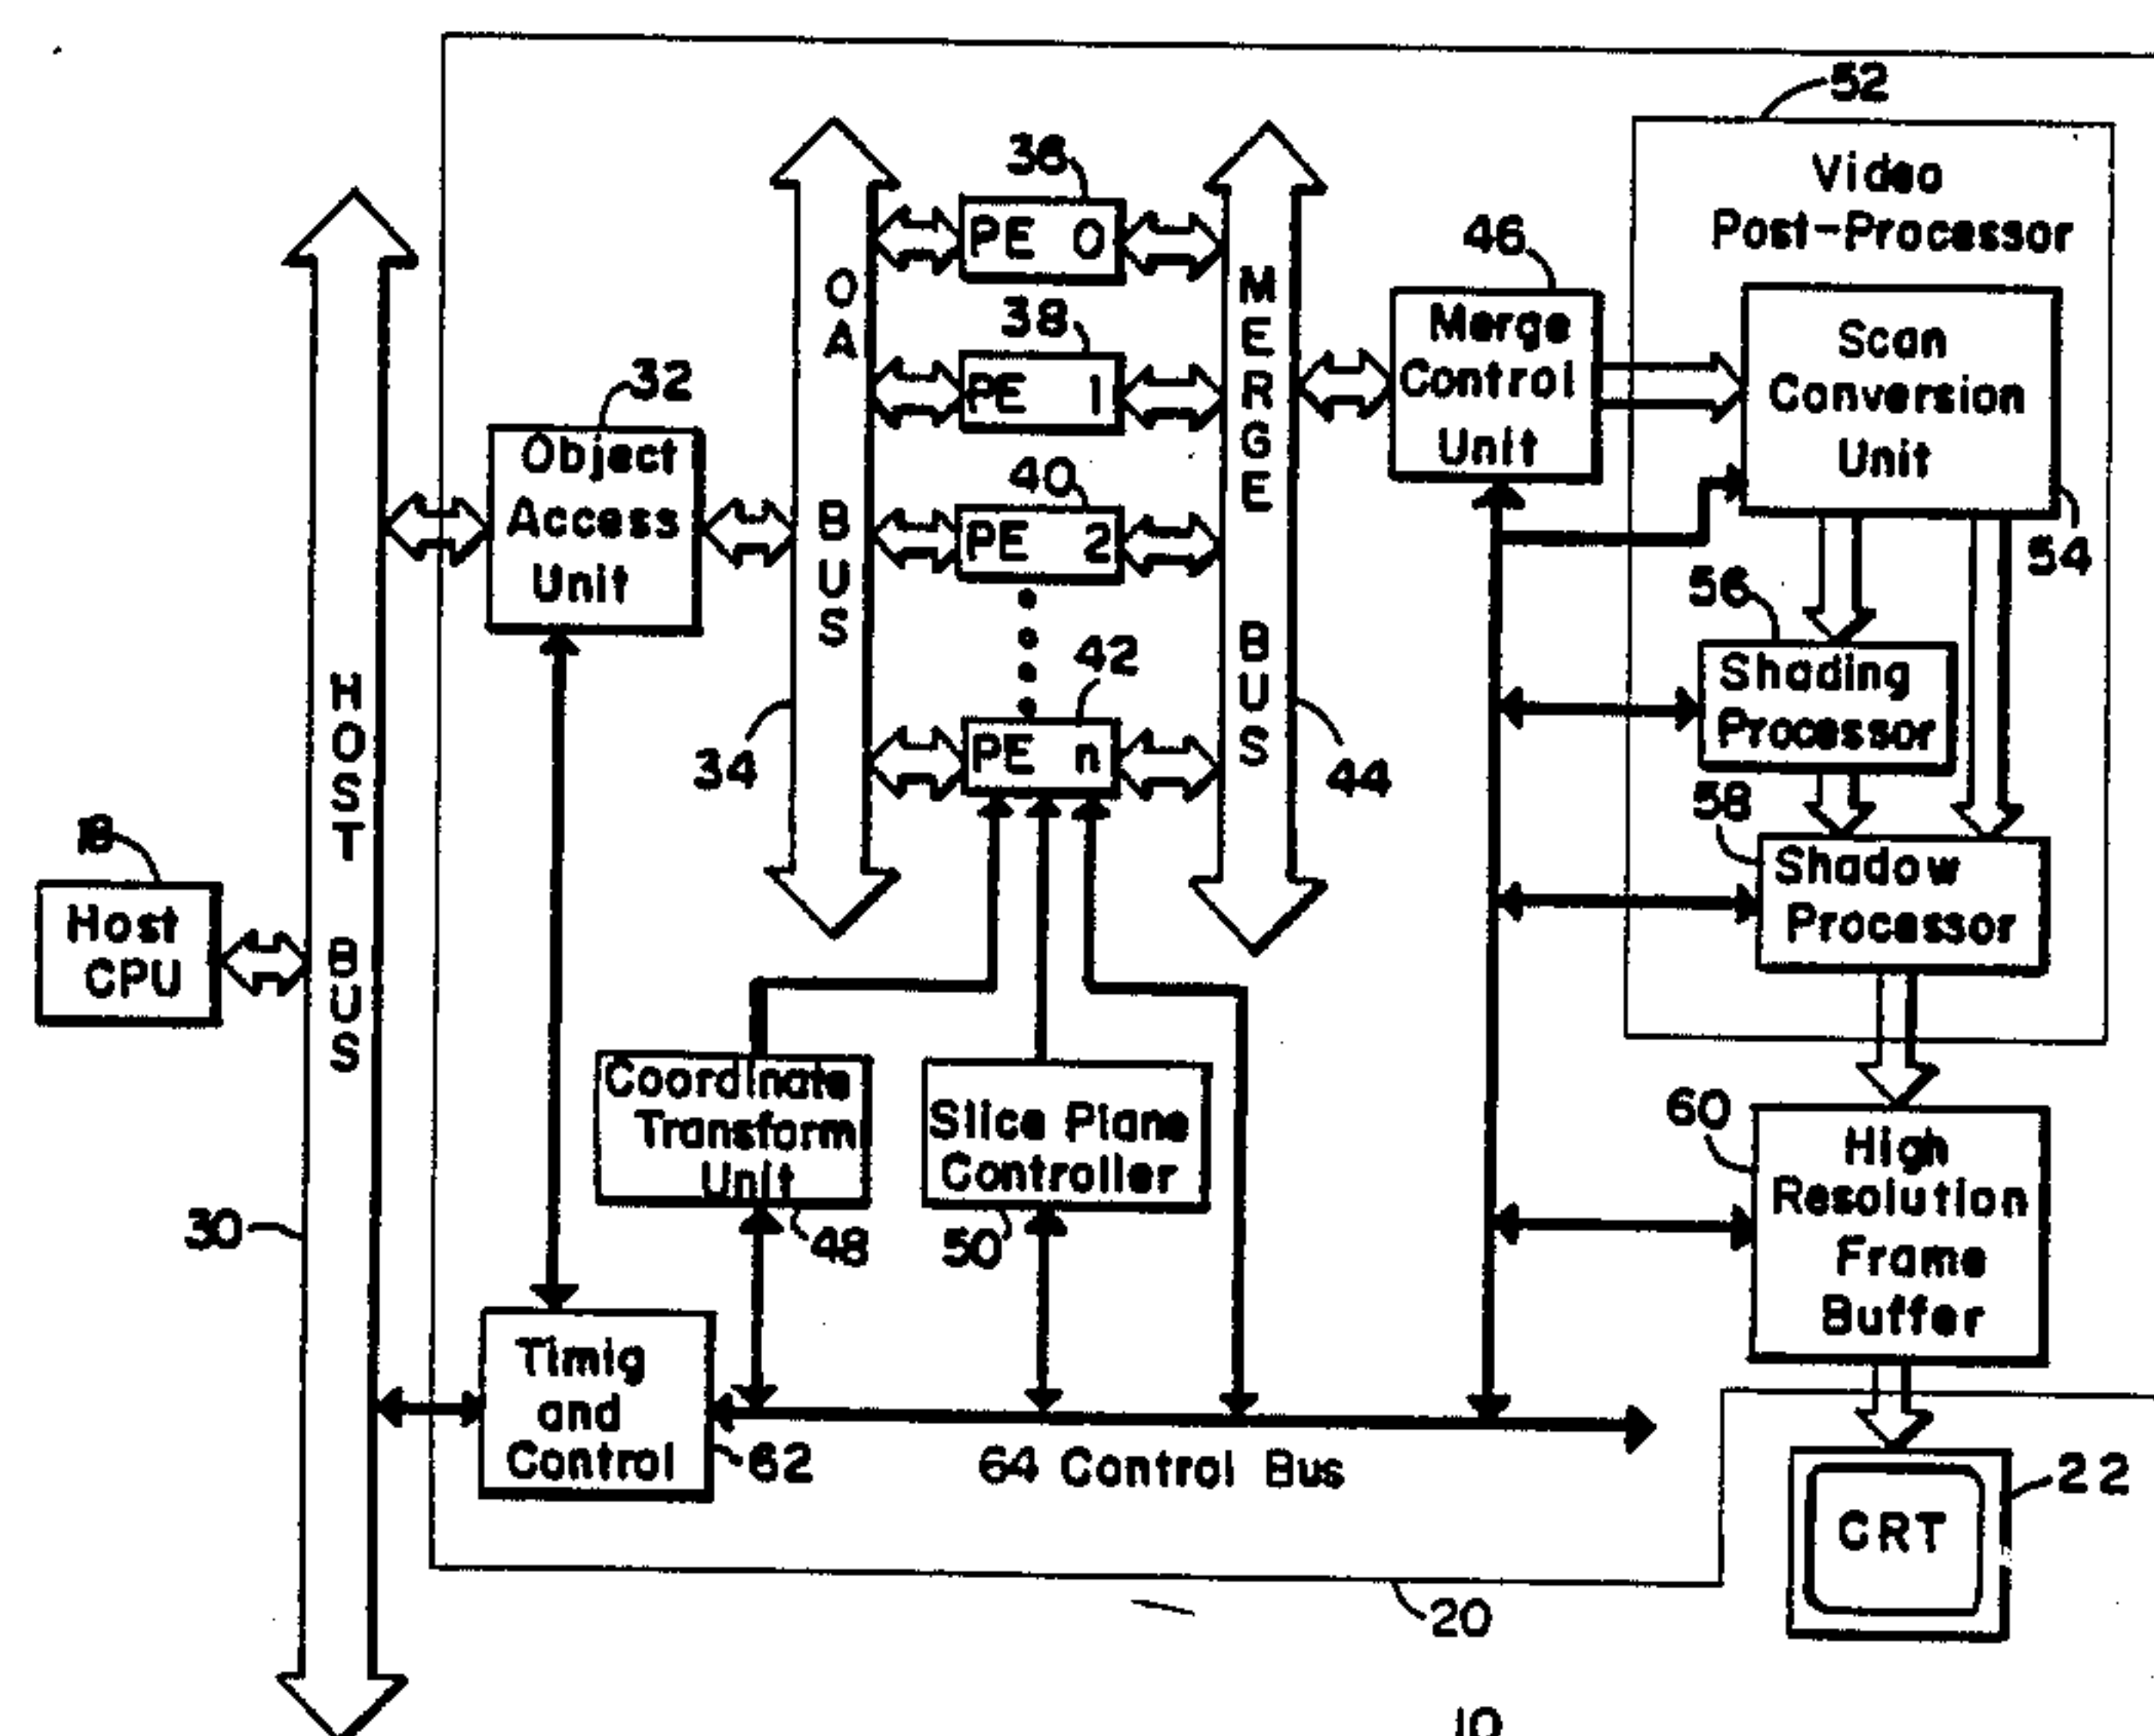 52
Video
Post-Processor
36
PE 0
46
38
PE 1
Merge
Control
Unit
Scan
Conversion
Unit
54
32
Object
Access
Unit
OA BUS
MERGE BUS
40
PE 2
42
PE n
34
44
56
Shading
Processor
58
Shadow
Processor
HOST BUS
18
Host
CPU
30
Coordinate
Transform
Unit
48
Slice Plane
Controller
50
60
High
Resolution
Frame
Buffer
Timig
and
Control
62
64 Control Bus
CRT
22
20
10